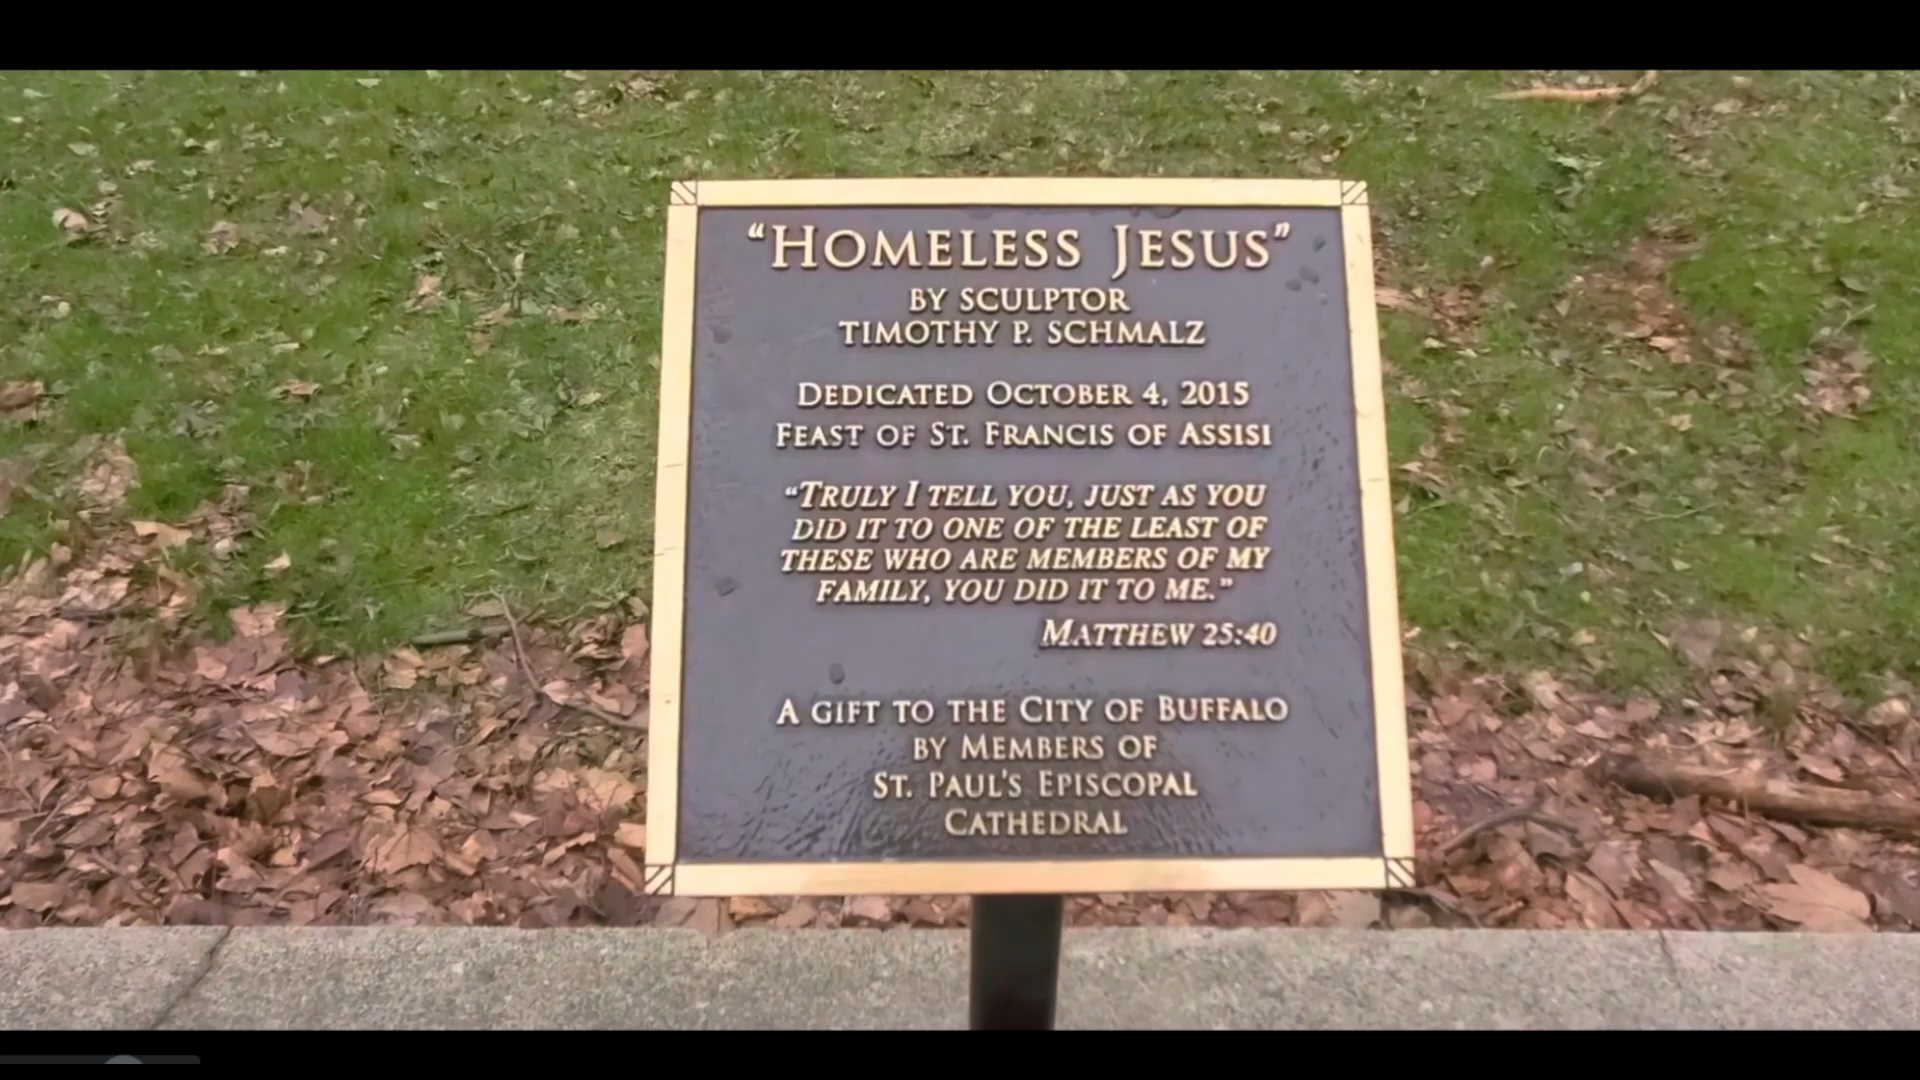 “HOMELESS JESUS”
BY SCULPTOR
TIMOTHY P. SCHMALZ
DEDICATED OCTOBER 4, 2015
FEAST OF ST. FRANCIS OF ASSISI
“TRULY I TELL YOU, JUST AS YOU
DID IT TO ONE OF THE LEAST OF
THESE WHO ARE MEMBERS OF MY
FAMILY, YOU DID IT TO ME.”
MATTHEW 25:40
A GIFT TO THE CITY OF BUFFALO
BY MEMBERS OF
ST. PAUL'S EPISCOPAL
CATHEDRAL